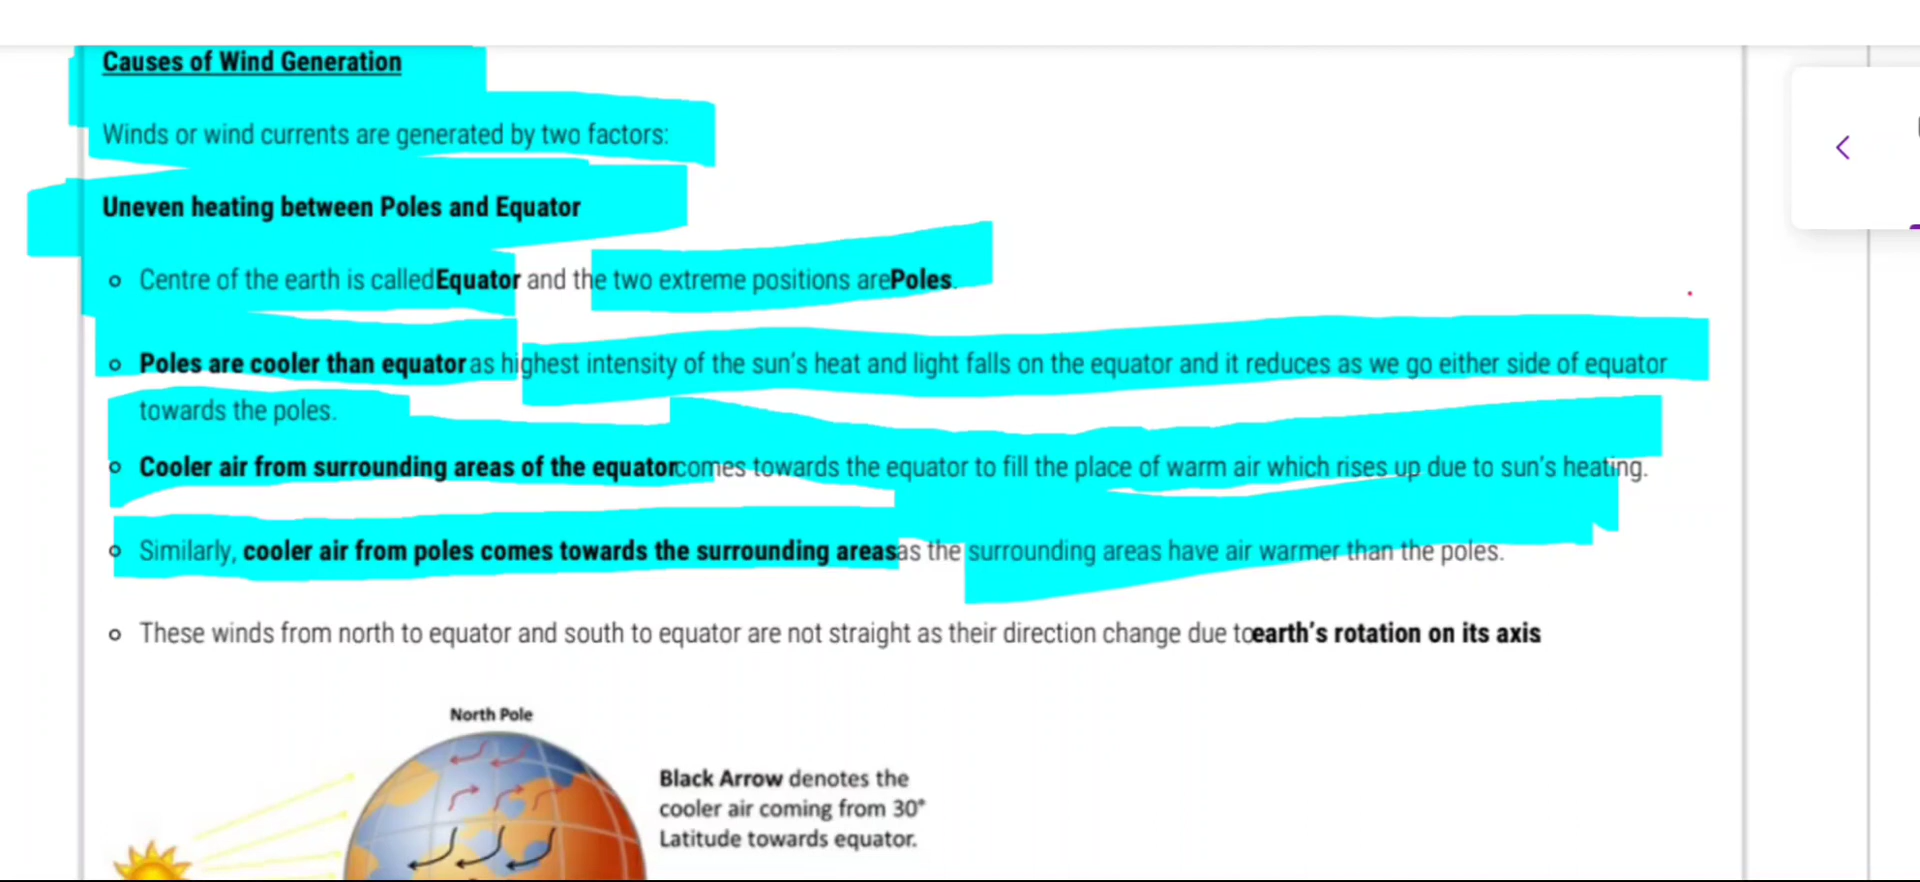 Causes of Wind Generation
Winds or wind currents are generated by two factors:
Uneven heating between Poles and Equator
Centre of the earth is calledEquator and the two extreme positions arePoles.
Poles are cooler than equator as highest intensity of the sun's heat and light falls on the equator and it reduces as we go either side of equator
towards the poles.
Cooler air from surrounding areas of the equatorcomes towards the equator to fill the place of warm air which rises up due to sun's heating.
Similarly, cooler air from poles comes towards the surrounding areasas the surrounding areas have air warmer than the poles.
These winds from north to equator and south to equator are not straight as their direction change due toearth's rotation on its axis
North Pole
Black Arrow denotes the
cooler air coming from 30°
Latitude towards equator.